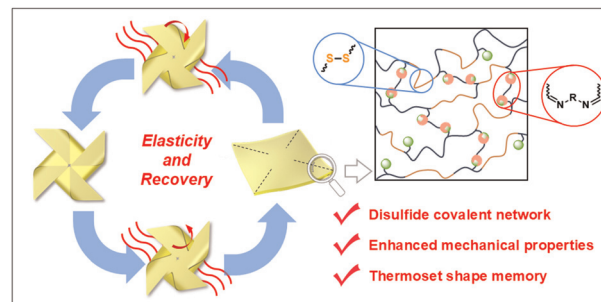 S–S
N R N
Elasticity
and
Recovery
Disulfide covalent network
Enhanced mechanical properties
Thermoset shape memory